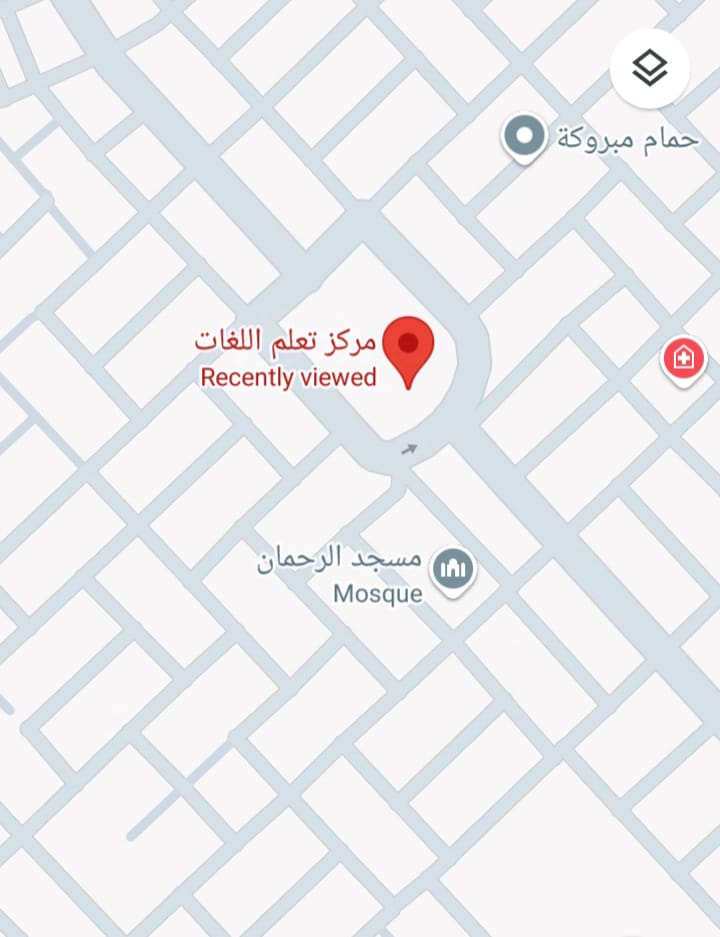 حمام مبروكة
مركز تعلم اللغات
Recently viewed
مسجد الرحمان
Mosque